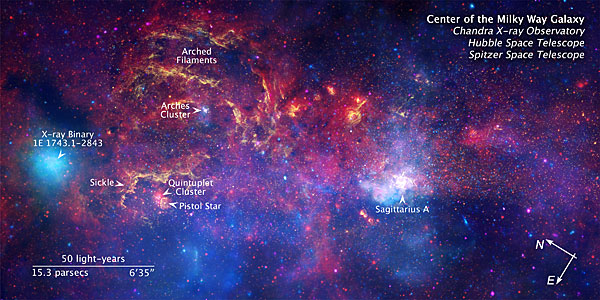 Center of the Milky Way Galaxy
Chandra X-ray Observatory
Hubble Space Telescope
Spitzer Space Telescope
Arched
Filaments
Arches
Cluster
X-ray Binary
1E 1743.1-2843
Sickle
Quintuplet
Cluster
Pistol Star
Sagittarius A
50 light-years
15.3 parsecs 6'35"
N
E